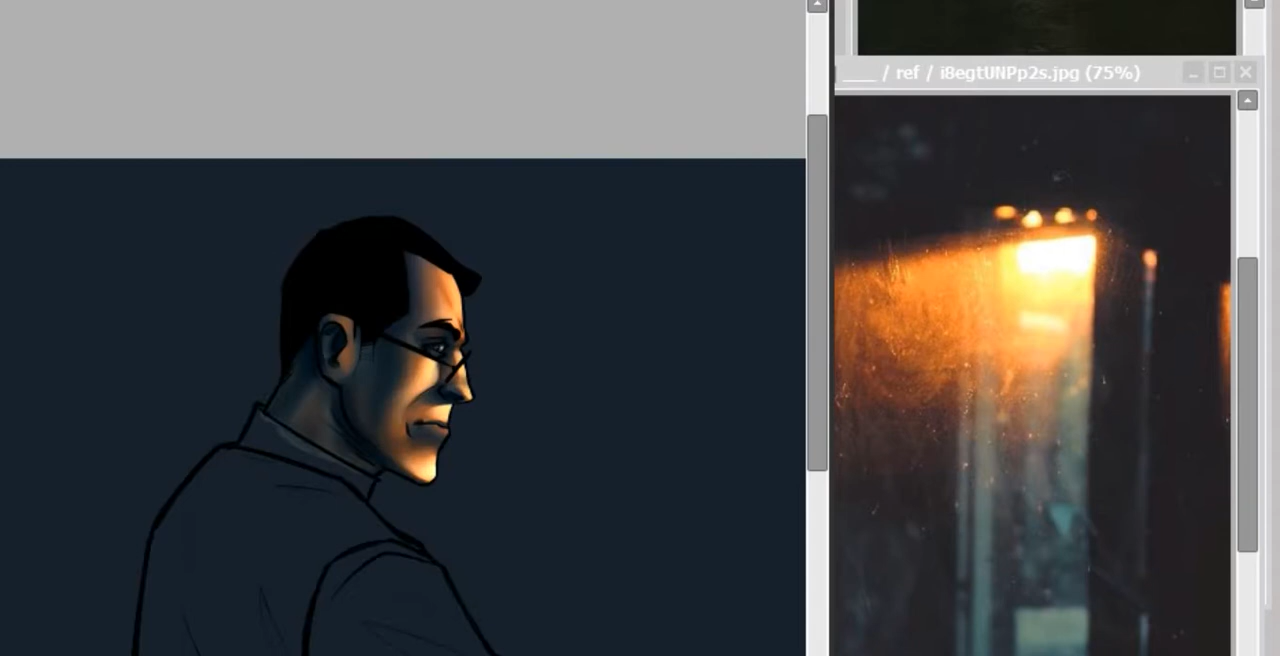 ___ / ref / i8egtUNPp2s.jpg (75%)